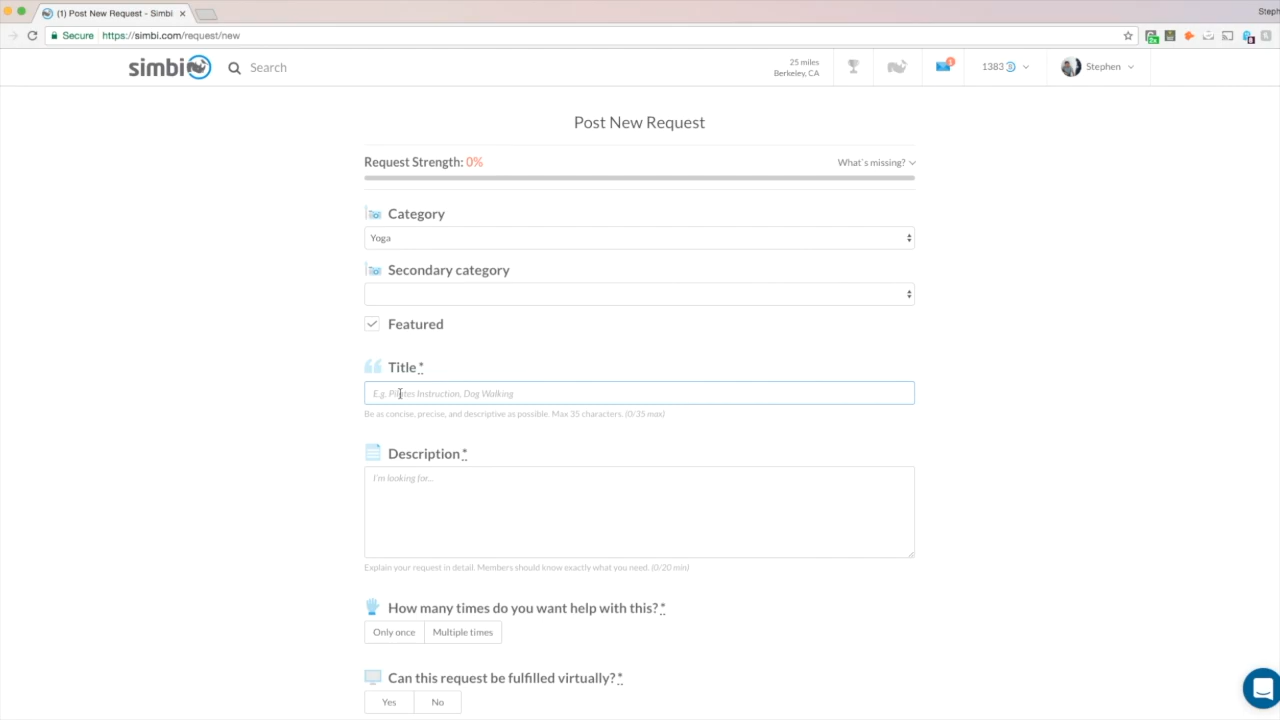 (1) Post New Request - Simbi
Steph
Secure https://simbi.com/request/new
simbi Search
25 miles
Berkeley, CA
1
1383
Stephen
Post New Request
Request Strength: 0%
What's missing?
Category
Yoga
Secondary category
Featured
Title *
E.g. Pilates Instruction, Dog Walking
Be as concise, precise, and descriptive as possible. Max 35 characters. (0/35 max)
Description *
I'm looking for...
Explain your request in detail. Members should know exactly what you need. (0/20 min)
How many times do you want help with this? *
Only once Multiple times
Can this request be fulfilled virtually? *
Yes No